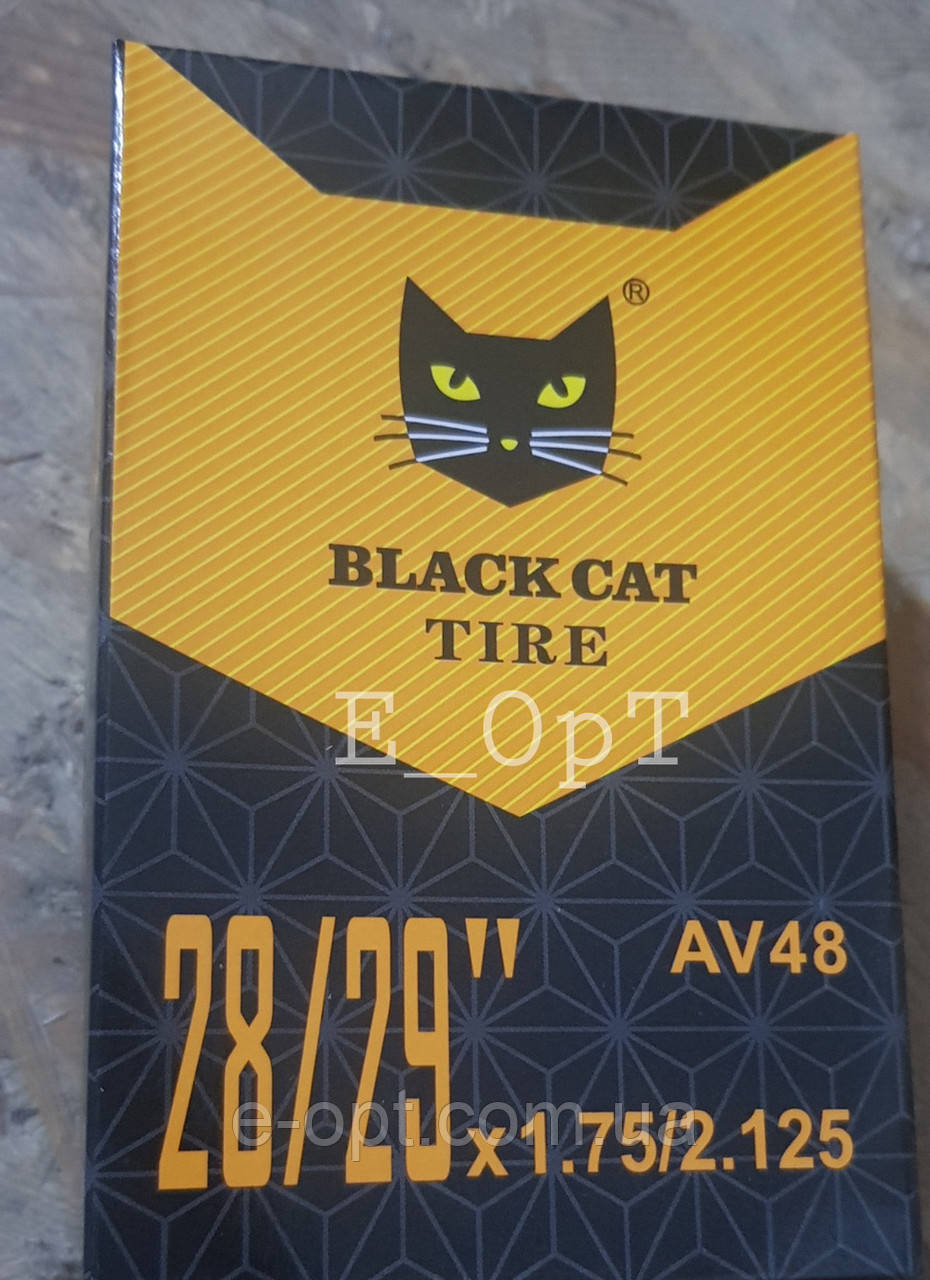 ®
BLACK CAT
TIRE
E_OpT
28/29" AV48
x1.75/2.125
e-opt.com.ua